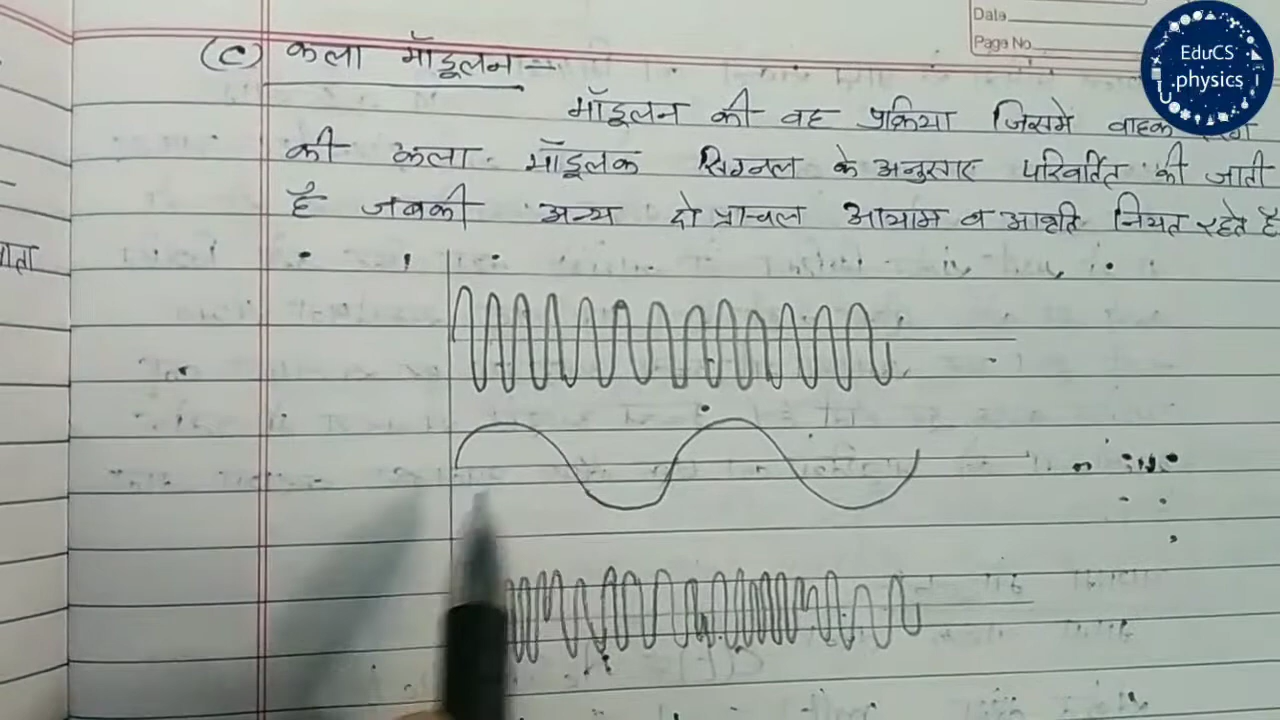 Date
Page No
EduCS
physics
(c) कला मॉडूलन -
मॉडूलन की वह प्रक्रिया जिसमे वाहक
की कला मॉडूलक सिग्नल के अनुसार परिवर्तित की जाती
है जबकी अन्य दो प्राचल आयाम व आवृति नियत रहते है